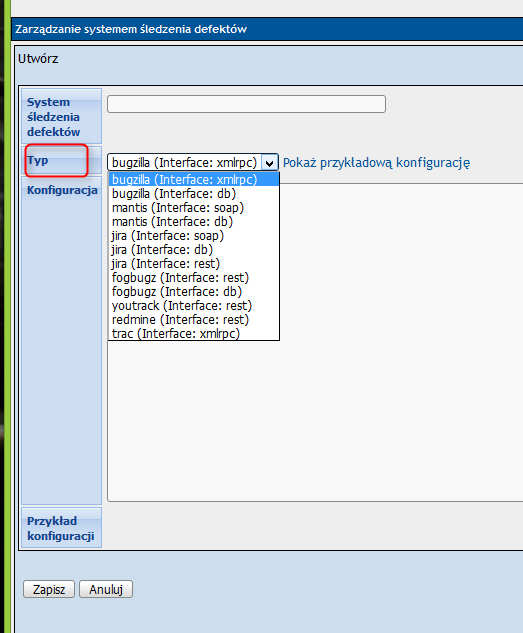 Zarządzanie systemem śledzenia defektów
Utwórz
System
śledzenia
defektów
Typ
bugzilla (Interface: xmlrpc)
Pokaż przykładową konfigurację
bugzilla (Interface: xmlrpc)
bugzilla (Interface: db)
mantis (Interface: soap)
mantis (Interface: db)
jira (Interface: soap)
jira (Interface: db)
jira (Interface: rest)
fogbugz (Interface: rest)
fogbugz (Interface: db)
youtrack (Interface: rest)
redmine (Interface: rest)
trac (Interface: xmlrpc)
Konfiguracja
Przykład
konfiguracji
Zapisz
Anuluj